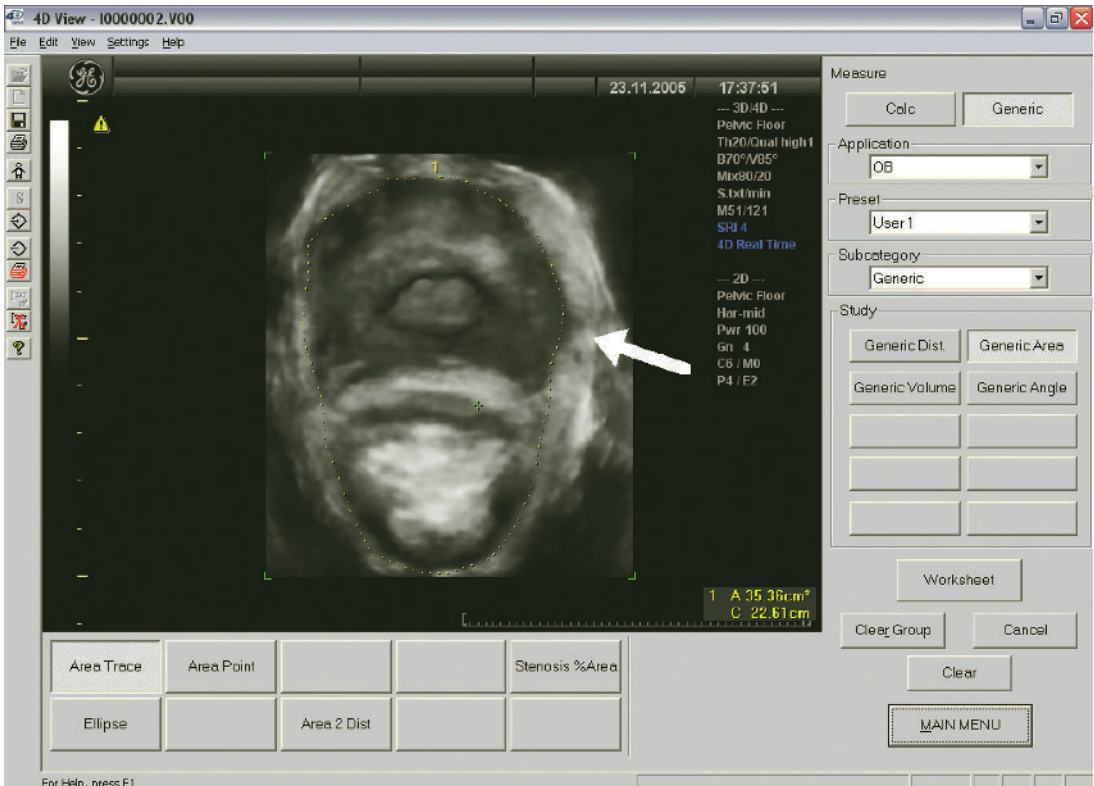 4D View - I0000002.V00
File Edit View Settings Help
GE
23.11.2005 17:37:51
--- 3D/4D ---
Pelvic Floor
Th20/Qual high1
B70°/V85°
Mix80/20
S.txt/min
M51/121
SRI 4
4D Real Time
--- 2D ---
Pelvic Floor
Har-mid
Pwr 100
Gn 4
C6 / M0
P4 / E2
1
1 A 35.36cm²
C 22.61cm
Measure
Calc Generic
Application
OB
Preset
User1
Subcategory
Generic
Study
Generic Dist. Generic Area
Generic Volume Generic Angle
Worksheet
Clear Group Cancel
Clear
MAIN MENU
Area Trace Area Point Stenosis %Area
Ellipse Area 2 Dist
For Help, press F1